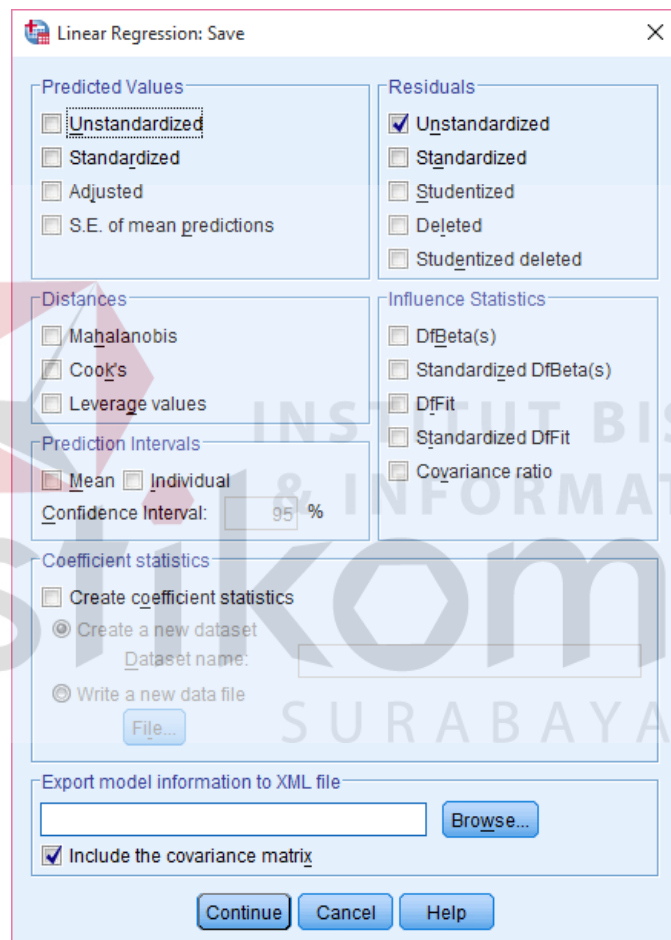 Linear Regression: Save
Predicted Values
Unstandardized
Standardized
Adjusted
S.E. of mean predictions
Residuals
Unstandardized
Standardized
Studentized
Deleted
Studentized deleted
Distances
Mahalanobis
Cook's
Leverage values
Influence Statistics
DfBeta(s)
Standardized DfBeta(s)
DfFit
Standardized DfFit
Covariance ratio
Prediction Intervals
Mean Individual
Confidence Interval: 95 %
Coefficient statistics
Create coefficient statistics
Create a new dataset
Dataset name:
Write a new data file
File...
Export model information to XML file
Browse...
Include the covariance matrix
Continue Cancel Help
INSTITUT BIS
& INFORMAT
stikom
SURABAYA